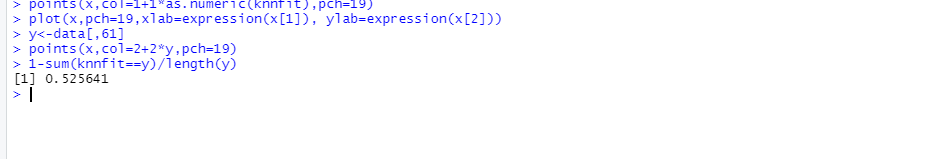 > points(x,col=1+1*as.numeric(knnfit),pch=19)
> plot(x,pch=19,xlab=expression(x[1]), ylab=expression(x[2]))
> y<-data[,61]
> points(x,col=2+2*y,pch=19)
> 1-sum(knnfit==y)/length(y)
[1] 0.525641
>